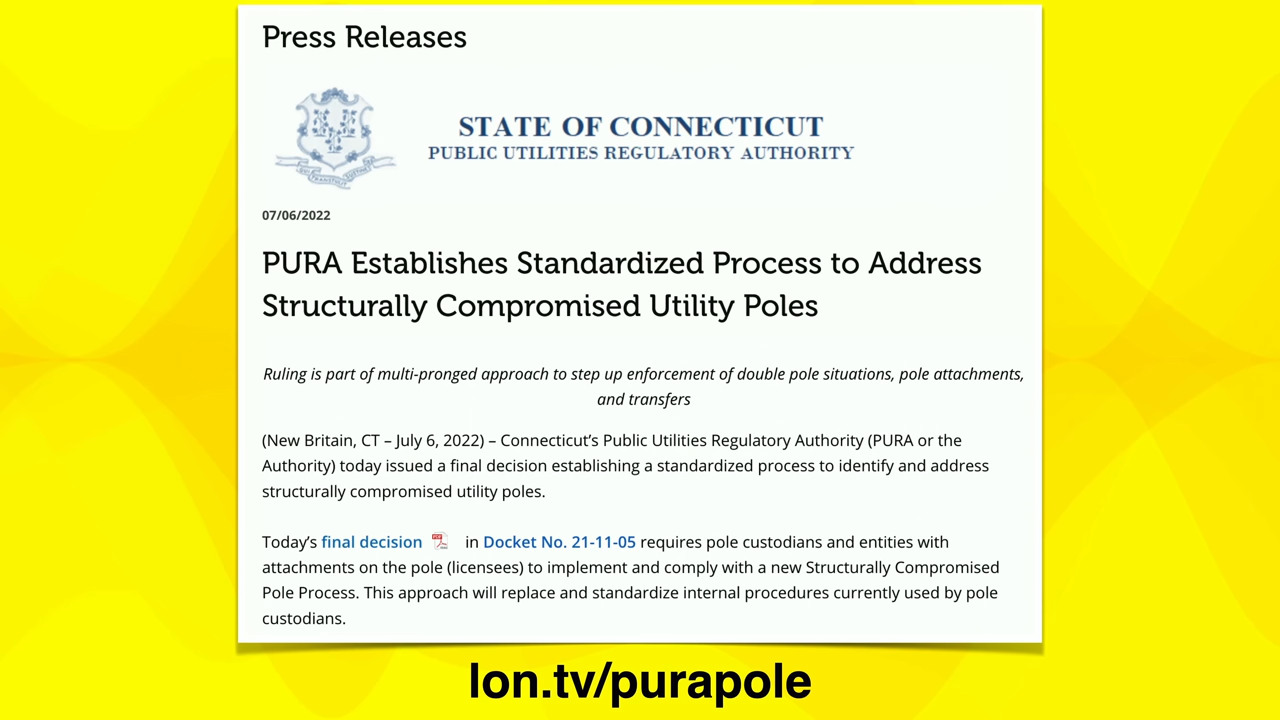 Press Releases
STATE OF CONNECTICUT
PUBLIC UTILITIES REGULATORY AUTHORITY
07/06/2022
PURA Establishes Standardized Process to Address
Structurally Compromised Utility Poles
Ruling is part of multi-pronged approach to step up enforcement of double pole situations, pole attachments,
and transfers
(New Britain, CT – July 6, 2022) – Connecticut’s Public Utilities Regulatory Authority (PURA or the
Authority) today issued a final decision establishing a standardized process to identify and address
structurally compromised utility poles.
Today’s final decision in Docket No. 21-11-05 requires pole custodians and entities with
attachments on the pole (licensees) to implement and comply with a new Structurally Compromised
Pole Process. This approach will replace and standardize internal procedures currently used by pole
custodians.
lon.tv/purapole